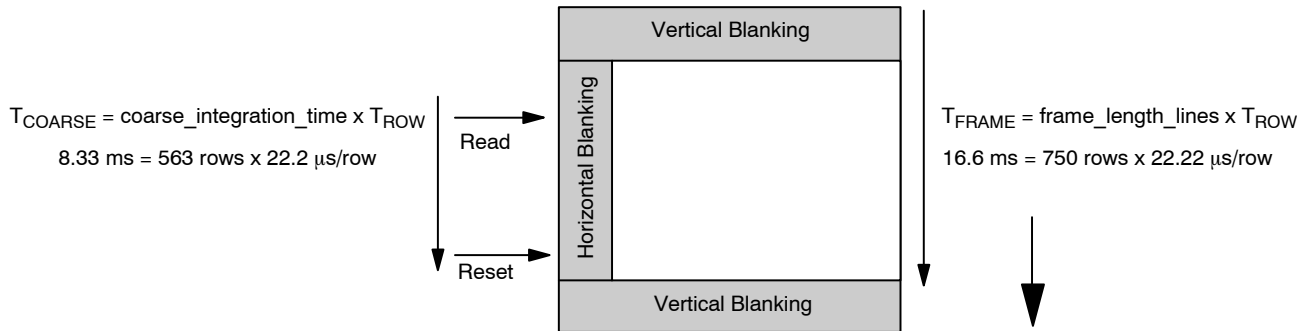 Vertical Blanking
T_COARSE = coarse_integration_time x T_ROW
8.33 ms = 563 rows x 22.2 μs/row
Read
Reset
Horizontal Blanking
T_FRAME = frame_length_lines x T_ROW
16.6 ms = 750 rows x 22.22 μs/row
Vertical Blanking